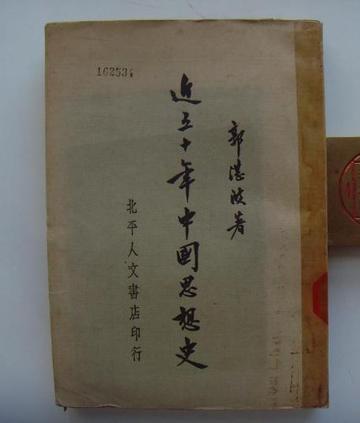 162534
郭湛波著
近五十年中國思想史
北平人文書店印行